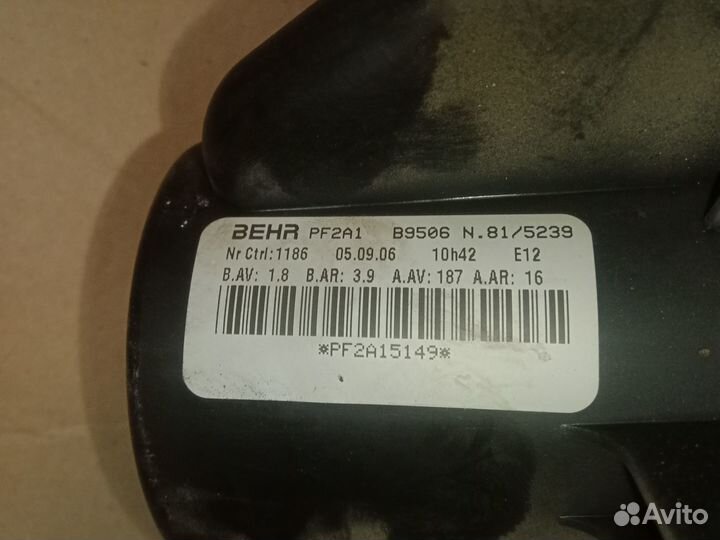 BEHR PF2A1 B9506 N.81/5239
Nr Ctrl:1186 05.09.06 10h42 E12
B.AV: 1.8 B.AR: 3.9 A.AV: 187 A.AR: 16
*PF2A15149*
Avito